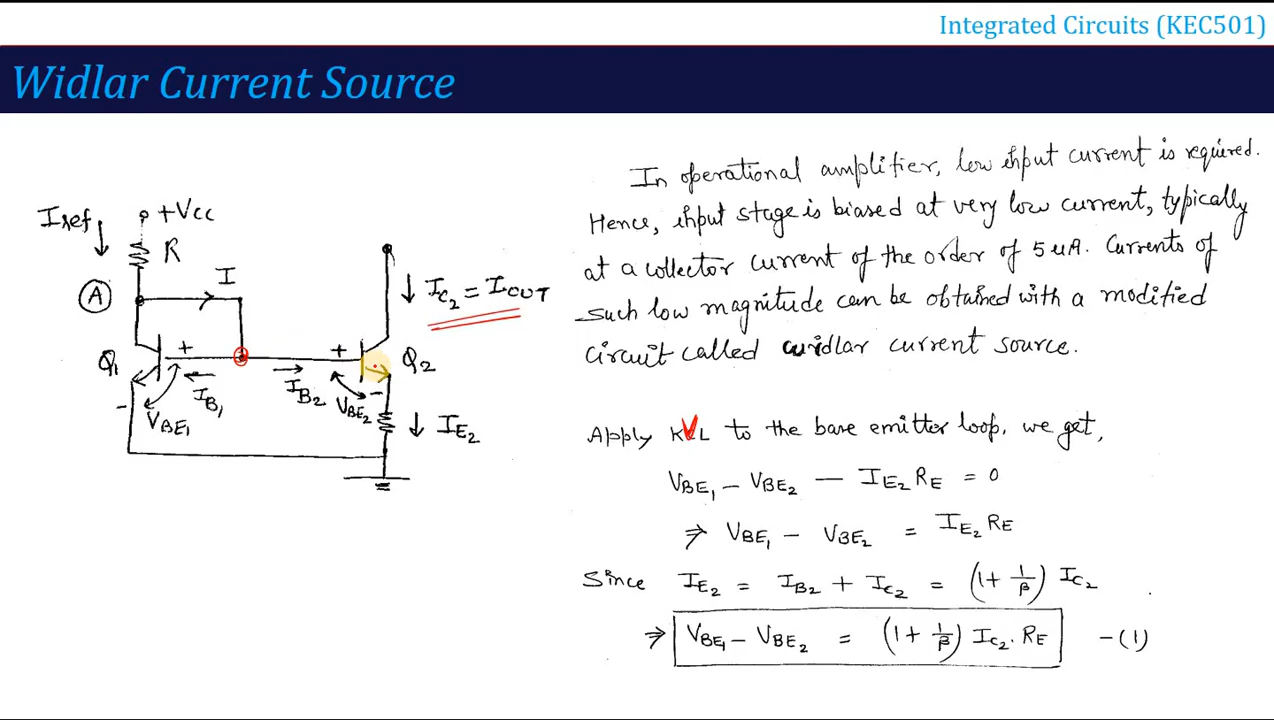 Integrated Circuits (KEC501)
Widlar Current Source
Iref ↓
+Vcc
R
A
I
↓ IC2 = IOUT
Q1
+
+
Q2
IB1
IB2
-
-
VBE1
VBE2
↓ IE2
In operational amplifier, low input current is required.
Hence, input stage is biased at very low current, typically
at a collector current of the order of 5 uA. Currents of
such low magnitude can be obtained with a modified
circuit called widlar current source.
Apply KVL to the base emitter loop, we get,
VBE1 - VBE2 - IE2 RE = 0
⇒ VBE1 - VBE2 = IE2 RE
Since IE2 = IB2 + IC2 = (1 + 1/β) IC2
⇒ VBE1 - VBE2 = (1 + 1/β) IC2 . RE - (1)